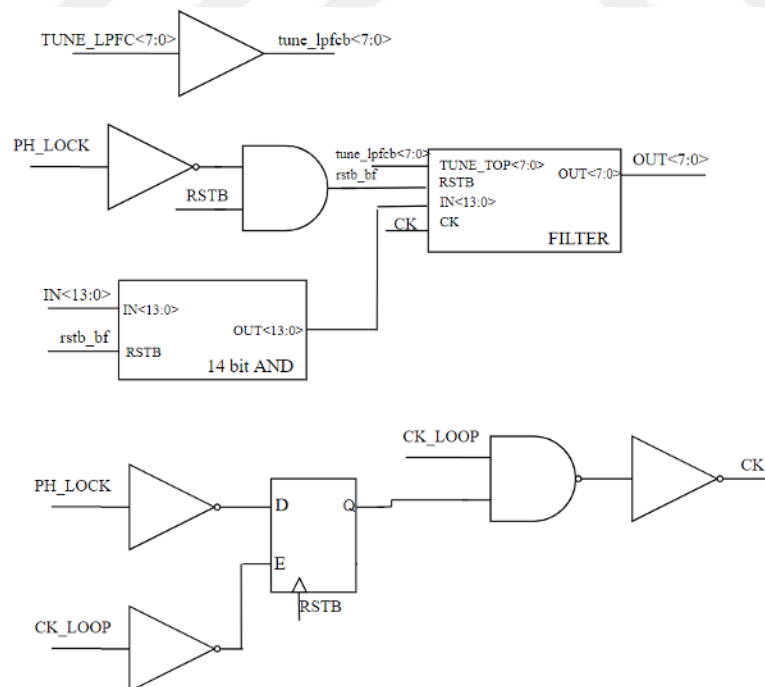 TUNE_LPFC<7:0>
tune_lpfcb<7:0>
PH_LOCK
RSTB
tune_lpfcb<7:0>
rstb_bf
TUNE_TOP<7:0>
RSTB
IN<13:0>
CK
CK
OUT<7:0>
FILTER
OUT<7:0>
IN<13:0>
rstb_bf
IN<13:0>
RSTB
OUT<13:0>
14 bit AND
CK_LOOP
CK
PH_LOCK
D
Q
E
RSTB
CK_LOOP